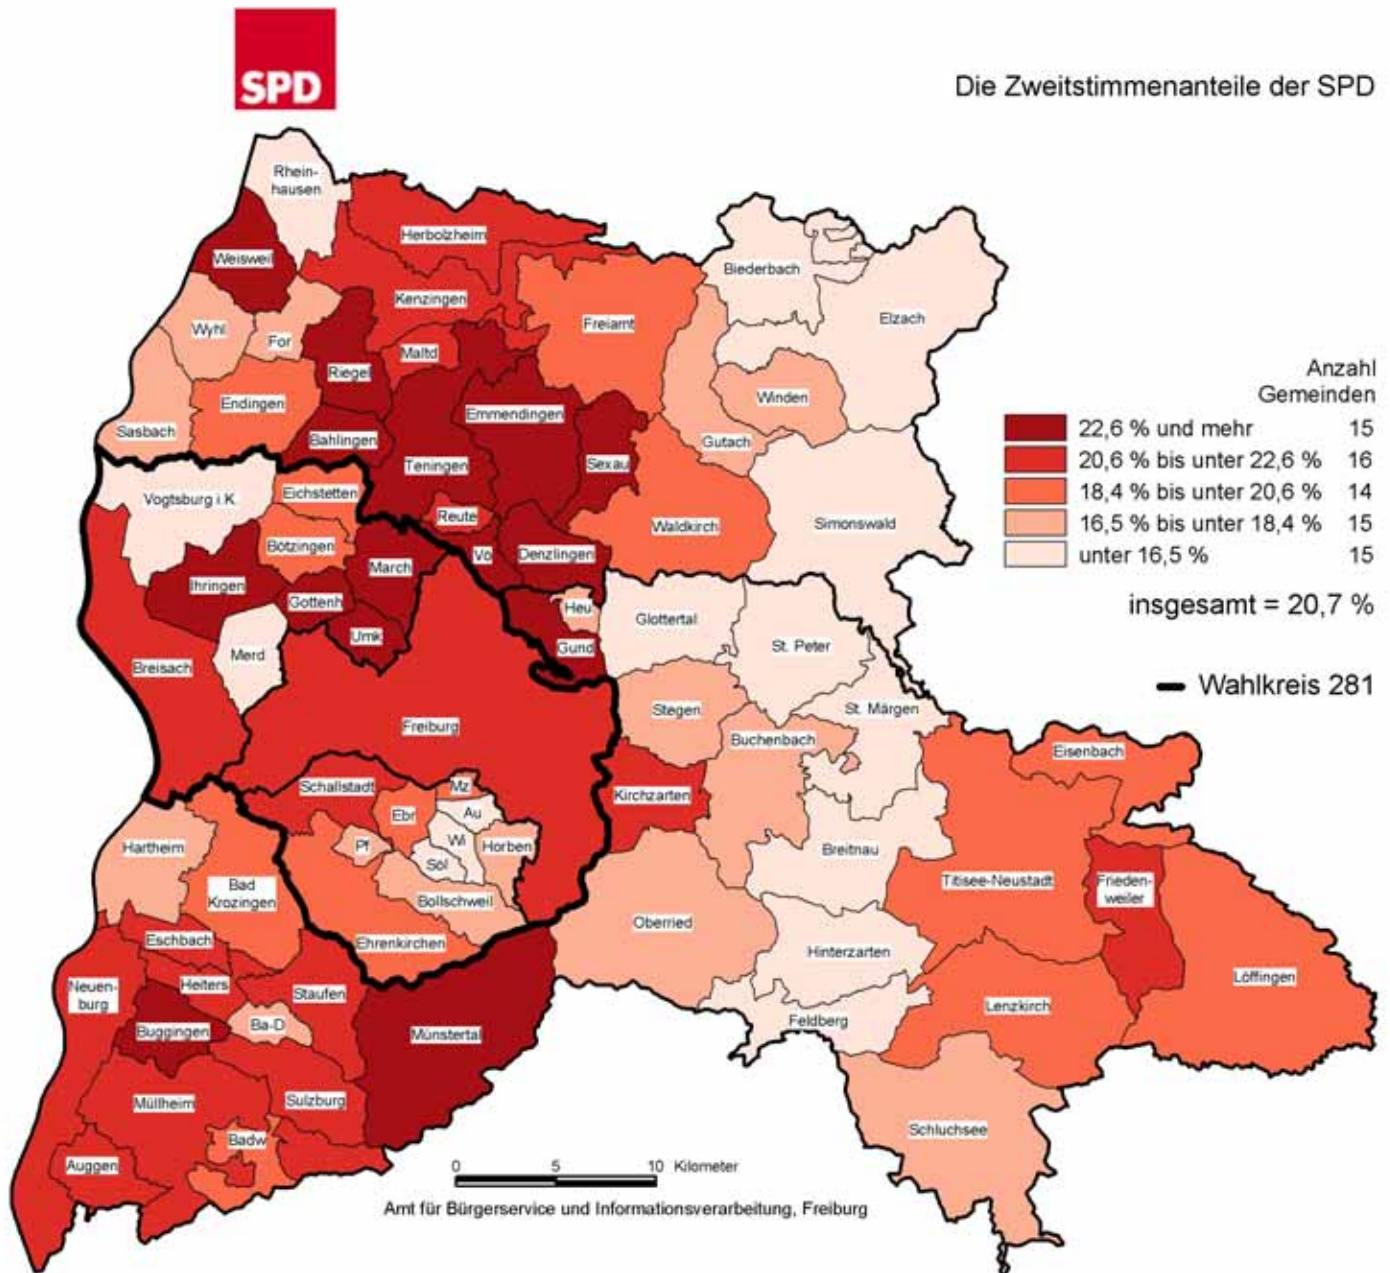 SPD
Die Zweitstimmenanteile der SPD
Rhein-
hausen
Herbolzheim
Weisweil
Biederbach
Kenzingen
Elzach
Wyhl
For
Freiamt
Maltd
Riegel
Anzahl
Gemeinden
Endingen
Emmendingen
Winden
Sasbach
Bahlingen
Gutach
22,6 % und mehr 15
Teningen
Sexau
20,6 % bis unter 22,6 % 16
Vogtsburg i.K.
Eichstetten
18,4 % bis unter 20,6 % 14
Reute
Waldkirch
Simonswald
16,5 % bis unter 18,4 % 15
Bötzingen
Vo
Denzlingen
unter 16,5 % 15
March
Ihringen
Gottenh
Heu
insgesamt = 20,7 %
Glottertal
Umk
Gund
St. Peter
Merd
Breisach
Wahlkreis 281
Stegen
St. Märgen
Freiburg
Buchenbach
Eisenbach
Schallstadt
Mz
Kirchzarten
Ebr
Au
Hartheim
Pf
Wi
Horben
Breitnau
Söl
Bad
Krozingen
Titisee-Neustadt
Frieden-
weiler
Bollschweil
Oberried
Eschbach
Ehrenkirchen
Hinterzarten
Löffingen
Neuen-
burg
Heiters
Staufen
Lenzkirch
Buggingen
Ba-D
Münstertal
Feldberg
Müllheim
Sulzburg
Schluchsee
Badw
Auggen
0 5 10 Kilometer
Amt für Bürgerservice und Informationsverarbeitung, Freiburg